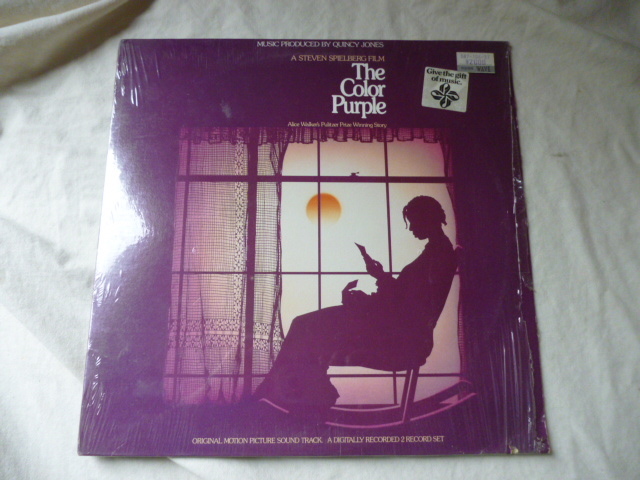 MUSIC PRODUCED BY QUINCY JONES
A STEVEN SPIELBERG FILM
The
Color
Purple
Alice Walker's Pulitzer Prize Winning Story
Give the gift
of music.
ORIGINAL MOTION PICTURE SOUND TRACK. A DIGITALLY RECORDED 2 RECORD SET